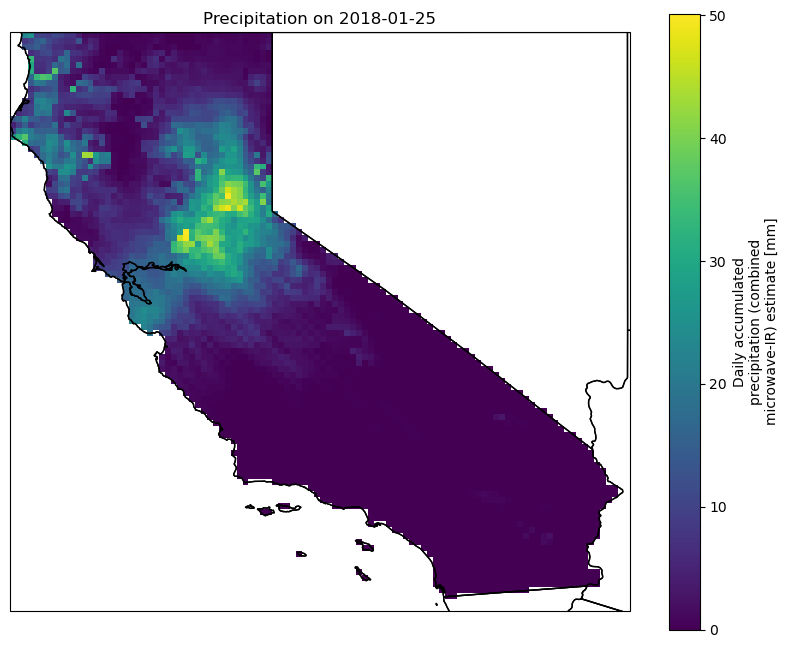 Precipitation on 2018-01-25
50
40
30
20
10
0
Daily accumulated
precipitation (combined
microwave-IR) estimate [mm]